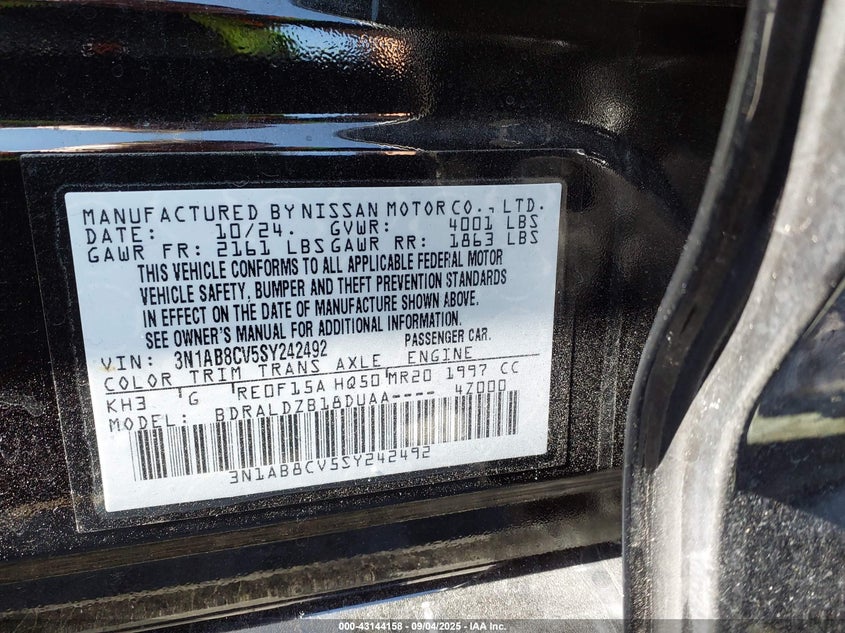 MANUFACTURED BY NISSAN MOTOR CO., LTD.
DATE: 10/24. GVWR: 4001 LBS
GAWR FR: 2161 LBS GAWR RR: 1863 LBS
THIS VEHICLE CONFORMS TO ALL APPLICABLE FEDERAL MOTOR
VEHICLE SAFETY, BUMPER AND THEFT PREVENTION STANDARDS
IN EFFECT ON THE DATE OF MANUFACTURE SHOWN ABOVE.
SEE OWNER'S MANUAL FOR ADDITIONAL INFORMATION.
VIN: 3N1AB8CV5SY242492 PASSENGER CAR.
COLOR TRIM TRANS AXLE ENGINE
KH3 G RE0F15A HQ50 MR20 1997 CC
MODEL: BDRALDZB18DUAA---- 4Z000
3N1AB8CV5SY242492
000-43144158 - 09/04/2025 - IAA Inc.